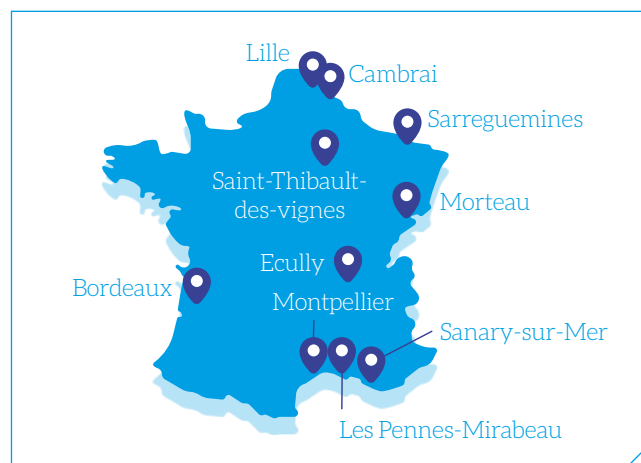 Lille
Cambrai
Sarreguemines
Saint-Thibault-
des-vignes
Morteau
Ecully
Bordeaux
Montpellier
Sanary-sur-Mer
Les Pennes-Mirabeau